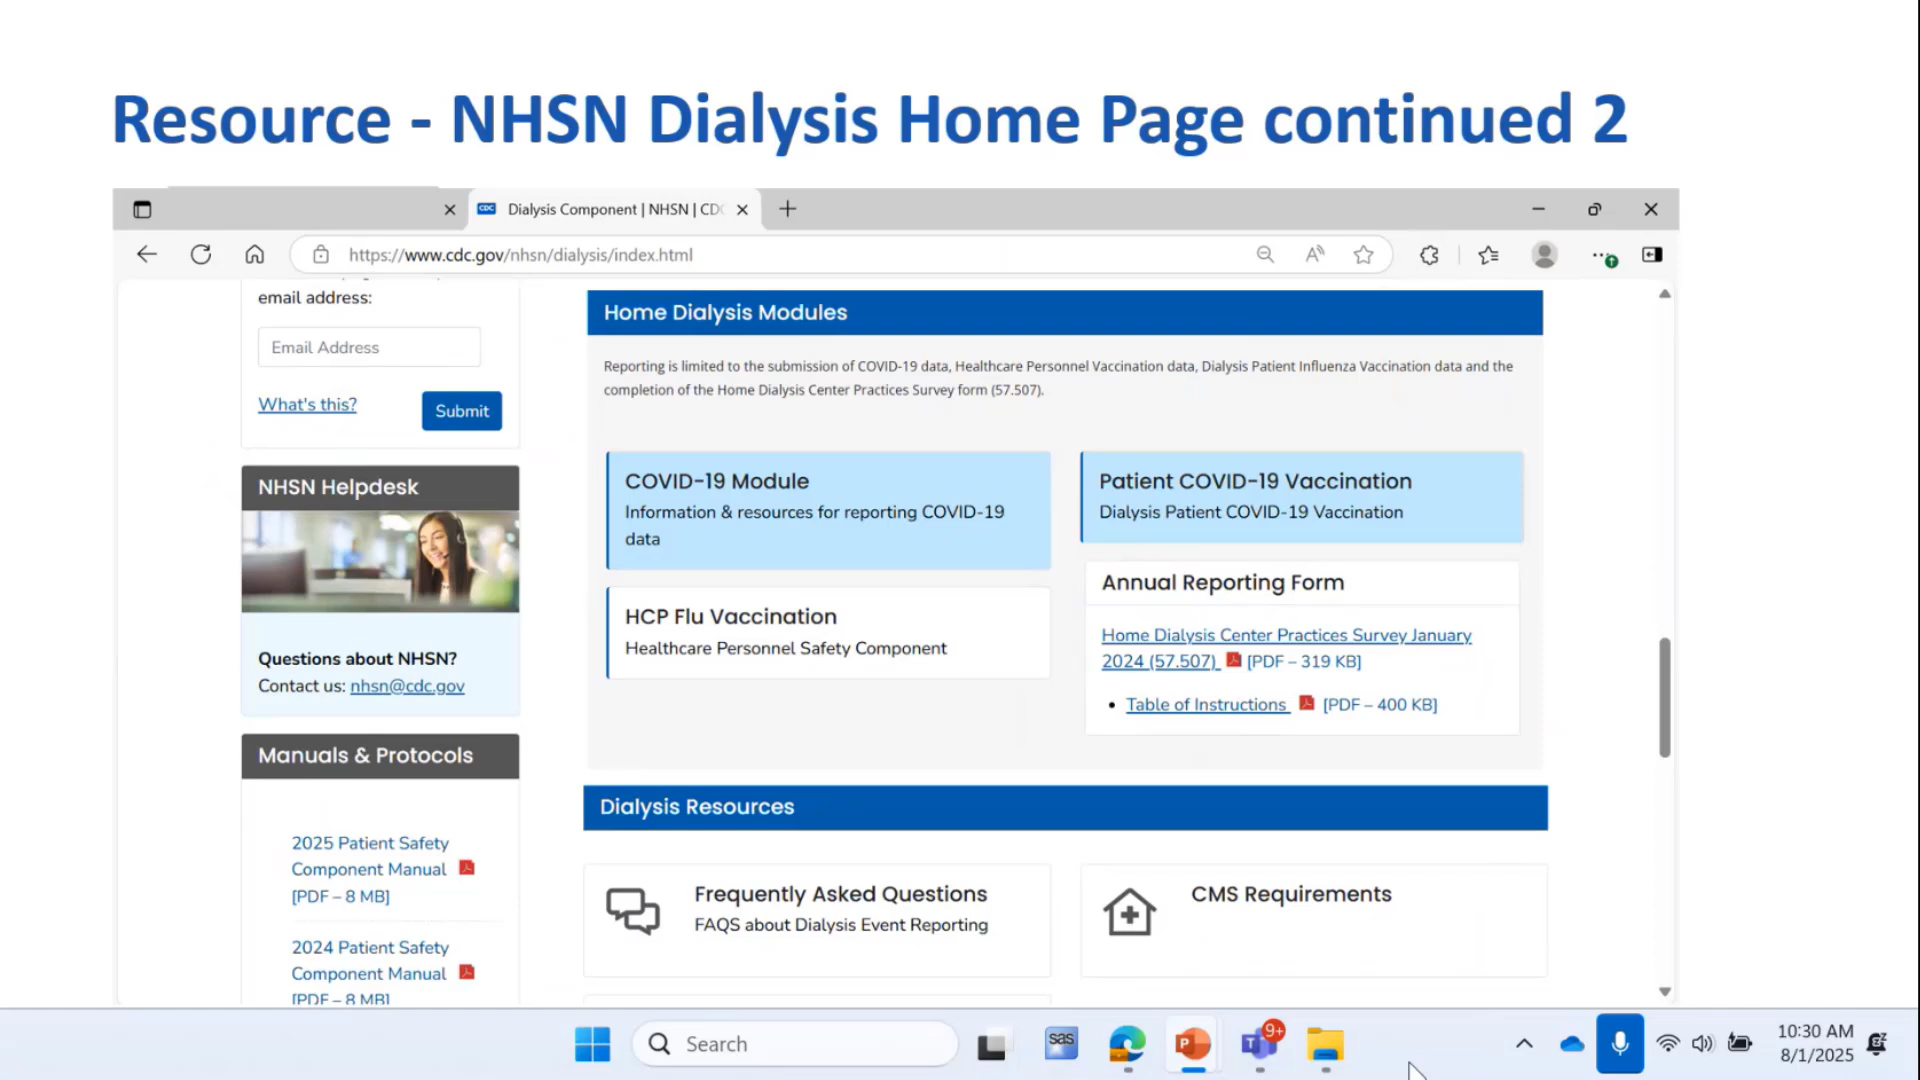 Resource - NHSN Dialysis Home Page continued 2
CDC Dialysis Component | NHSN | CDC
https://www.cdc.gov/nhsn/dialysis/index.html
email address:
Email Address
What's this?
Submit
NHSN Helpdesk
Questions about NHSN?
Contact us: nhsn@cdc.gov
Manuals & Protocols
2025 Patient Safety
Component Manual
[PDF – 8 MB]
2024 Patient Safety
Component Manual
[PDF – 8 MB]
Home Dialysis Modules
Reporting is limited to the submission of COVID-19 data, Healthcare Personnel Vaccination data, Dialysis Patient Influenza Vaccination data and the
completion of the Home Dialysis Center Practices Survey form (57.507).
COVID-19 Module
Information & resources for reporting COVID-19
data
HCP Flu Vaccination
Healthcare Personnel Safety Component
Patient COVID-19 Vaccination
Dialysis Patient COVID-19 Vaccination
Annual Reporting Form
Home Dialysis Center Practices Survey January
2024 (57.507) [PDF – 319 KB]
• Table of Instructions [PDF – 400 KB]
Dialysis Resources
Frequently Asked Questions
FAQS about Dialysis Event Reporting
CMS Requirements
Search
sas
P
T
9+
10:30 AM
8/1/2025